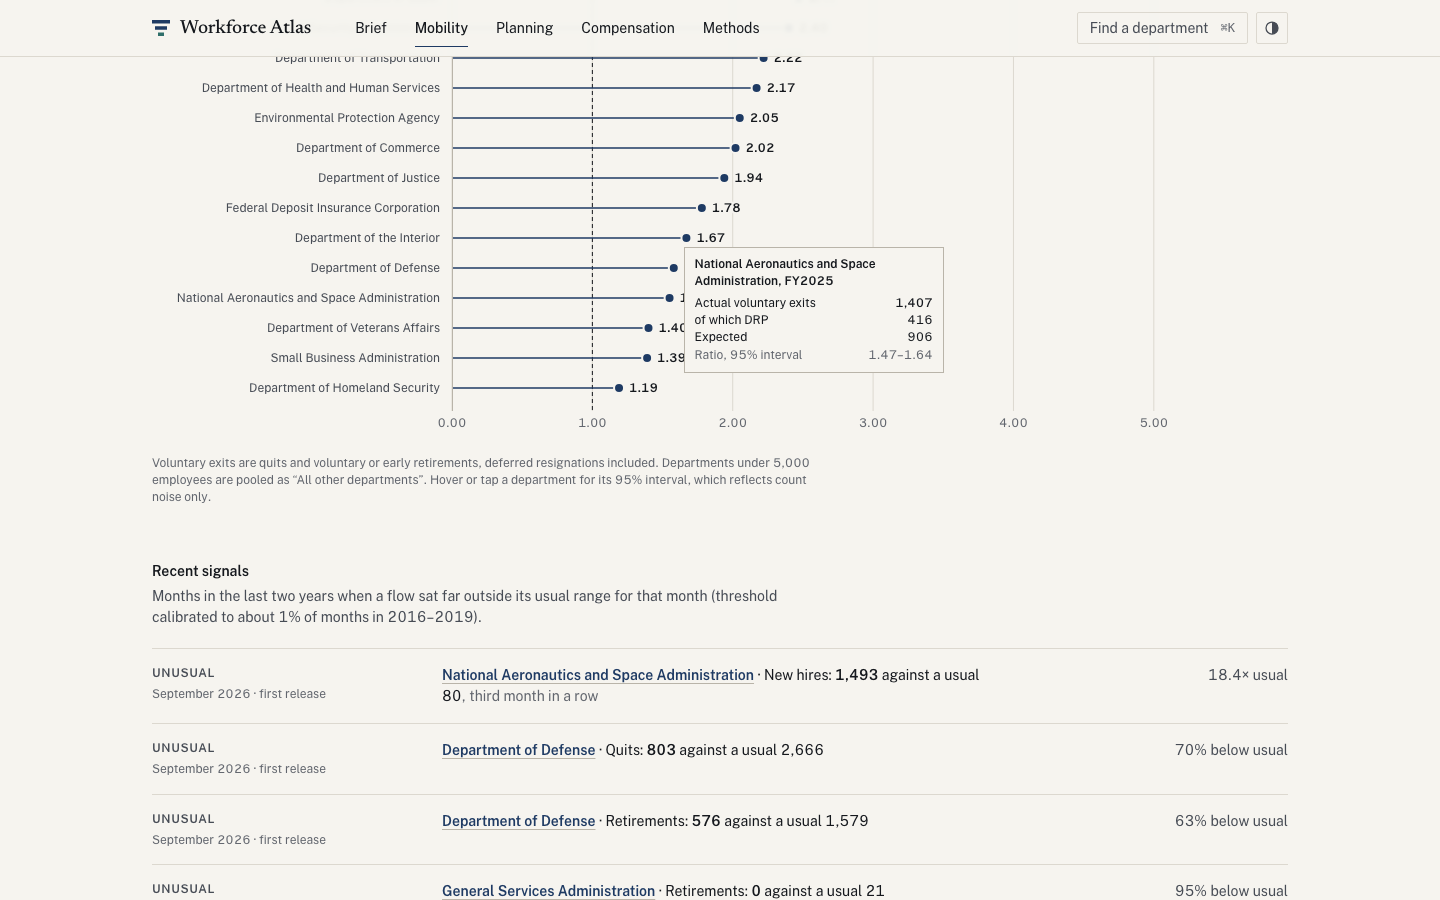 Workforce Atlas
Brief
Mobility
Planning
Compensation
Methods
Find a department ⌘K
Department of Transportation 2.22
Department of Health and Human Services 2.17
Environmental Protection Agency 2.05
Department of Commerce 2.02
Department of Justice 1.94
Federal Deposit Insurance Corporation 1.78
Department of the Interior 1.67
Department of Defense
National Aeronautics and Space Administration
Department of Veterans Affairs 1.40
Small Business Administration 1.39
Department of Homeland Security 1.19
National Aeronautics and Space
Administration, FY2025
Actual voluntary exits 1,407
of which DRP 416
Expected 906
Ratio, 95% interval 1.47–1.64
0.00 1.00 2.00 3.00 4.00 5.00
Voluntary exits are quits and voluntary or early retirements, deferred resignations included. Departments under 5,000
employees are pooled as “All other departments”. Hover or tap a department for its 95% interval, which reflects count
noise only.
Recent signals
Months in the last two years when a flow sat far outside its usual range for that month (threshold
calibrated to about 1% of months in 2016–2019).
UNUSUAL
September 2026 · first release
National Aeronautics and Space Administration · New hires: 1,493 against a usual
80, third month in a row
18.4× usual
UNUSUAL
September 2026 · first release
Department of Defense · Quits: 803 against a usual 2,666
70% below usual
UNUSUAL
September 2026 · first release
Department of Defense · Retirements: 576 against a usual 1,579
63% below usual
UNUSUAL
General Services Administration · Retirements: 0 against a usual 21
95% below usual